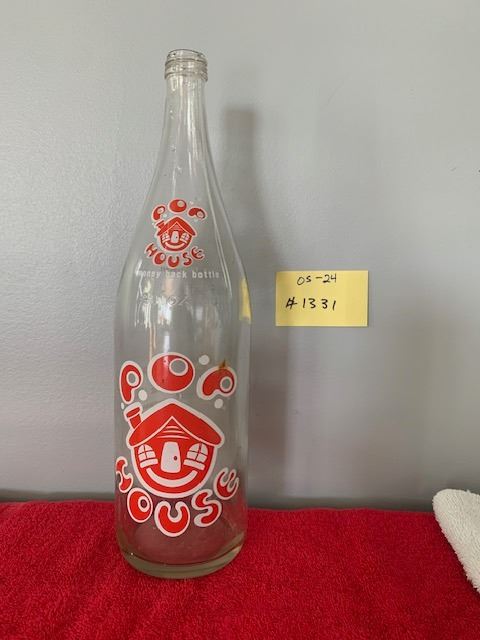 POP
HOUSE
money back bottle
POP
HOUSE
OS-24
#1331